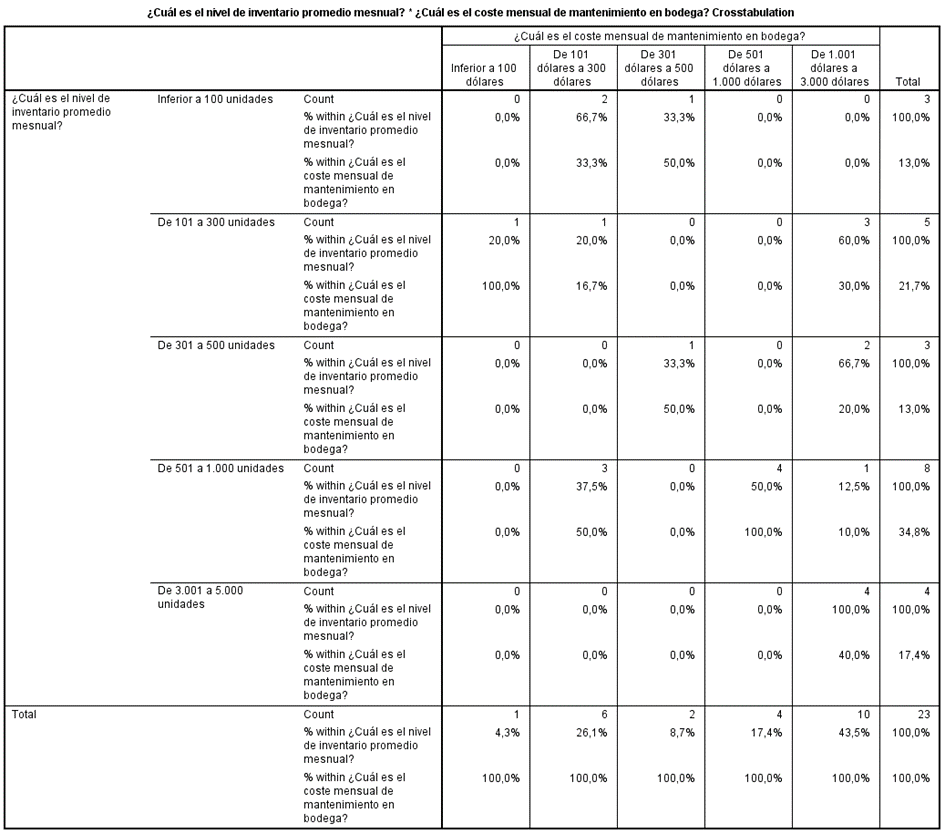 ¿Cuál es el nivel de inventario promedio mesnual? * ¿Cuál es el coste mensual de mantenimiento en bodega? Crosstabulation
¿Cuál es el coste mensual de mantenimiento en bodega?
Inferior a 100 dólares De 101 dólares a 300 dólares De 301 dólares a 500 dólares De 501 dólares a 1.000 dólares De 1.001 dólares a 3.000 dólares Total
¿Cuál es el nivel de inventario promedio mesnual?
Inferior a 100 unidades Count 0 2 1 0 0 3
% within ¿Cuál es el nivel de inventario promedio mesnual? 0,0% 66,7% 33,3% 0,0% 0,0% 100,0%
% within ¿Cuál es el coste mensual de mantenimiento en bodega? 0,0% 33,3% 50,0% 0,0% 0,0% 13,0%
De 101 a 300 unidades Count 1 1 0 0 3 5
% within ¿Cuál es el nivel de inventario promedio mesnual? 20,0% 20,0% 0,0% 0,0% 60,0% 100,0%
% within ¿Cuál es el coste mensual de mantenimiento en bodega? 100,0% 16,7% 0,0% 0,0% 30,0% 21,7%
De 301 a 500 unidades Count 0 0 1 0 2 3
% within ¿Cuál es el nivel de inventario promedio mesnual? 0,0% 0,0% 33,3% 0,0% 66,7% 100,0%
% within ¿Cuál es el coste mensual de mantenimiento en bodega? 0,0% 0,0% 50,0% 0,0% 20,0% 13,0%
De 501 a 1.000 unidades Count 0 3 0 4 1 8
% within ¿Cuál es el nivel de inventario promedio mesnual? 0,0% 37,5% 0,0% 50,0% 12,5% 100,0%
% within ¿Cuál es el coste mensual de mantenimiento en bodega? 0,0% 50,0% 0,0% 100,0% 10,0% 34,8%
De 3.001 a 5.000 unidades Count 0 0 0 0 4 4
% within ¿Cuál es el nivel de inventario promedio mesnual? 0,0% 0,0% 0,0% 0,0% 100,0% 100,0%
% within ¿Cuál es el coste mensual de mantenimiento en bodega? 0,0% 0,0% 0,0% 0,0% 40,0% 17,4%
Total Count 1 6 2 4 10 23
% within ¿Cuál es el nivel de inventario promedio mesnual? 4,3% 26,1% 8,7% 17,4% 43,5% 100,0%
% within ¿Cuál es el coste mensual de mantenimiento en bodega? 100,0% 100,0% 100,0% 100,0% 100,0% 100,0%